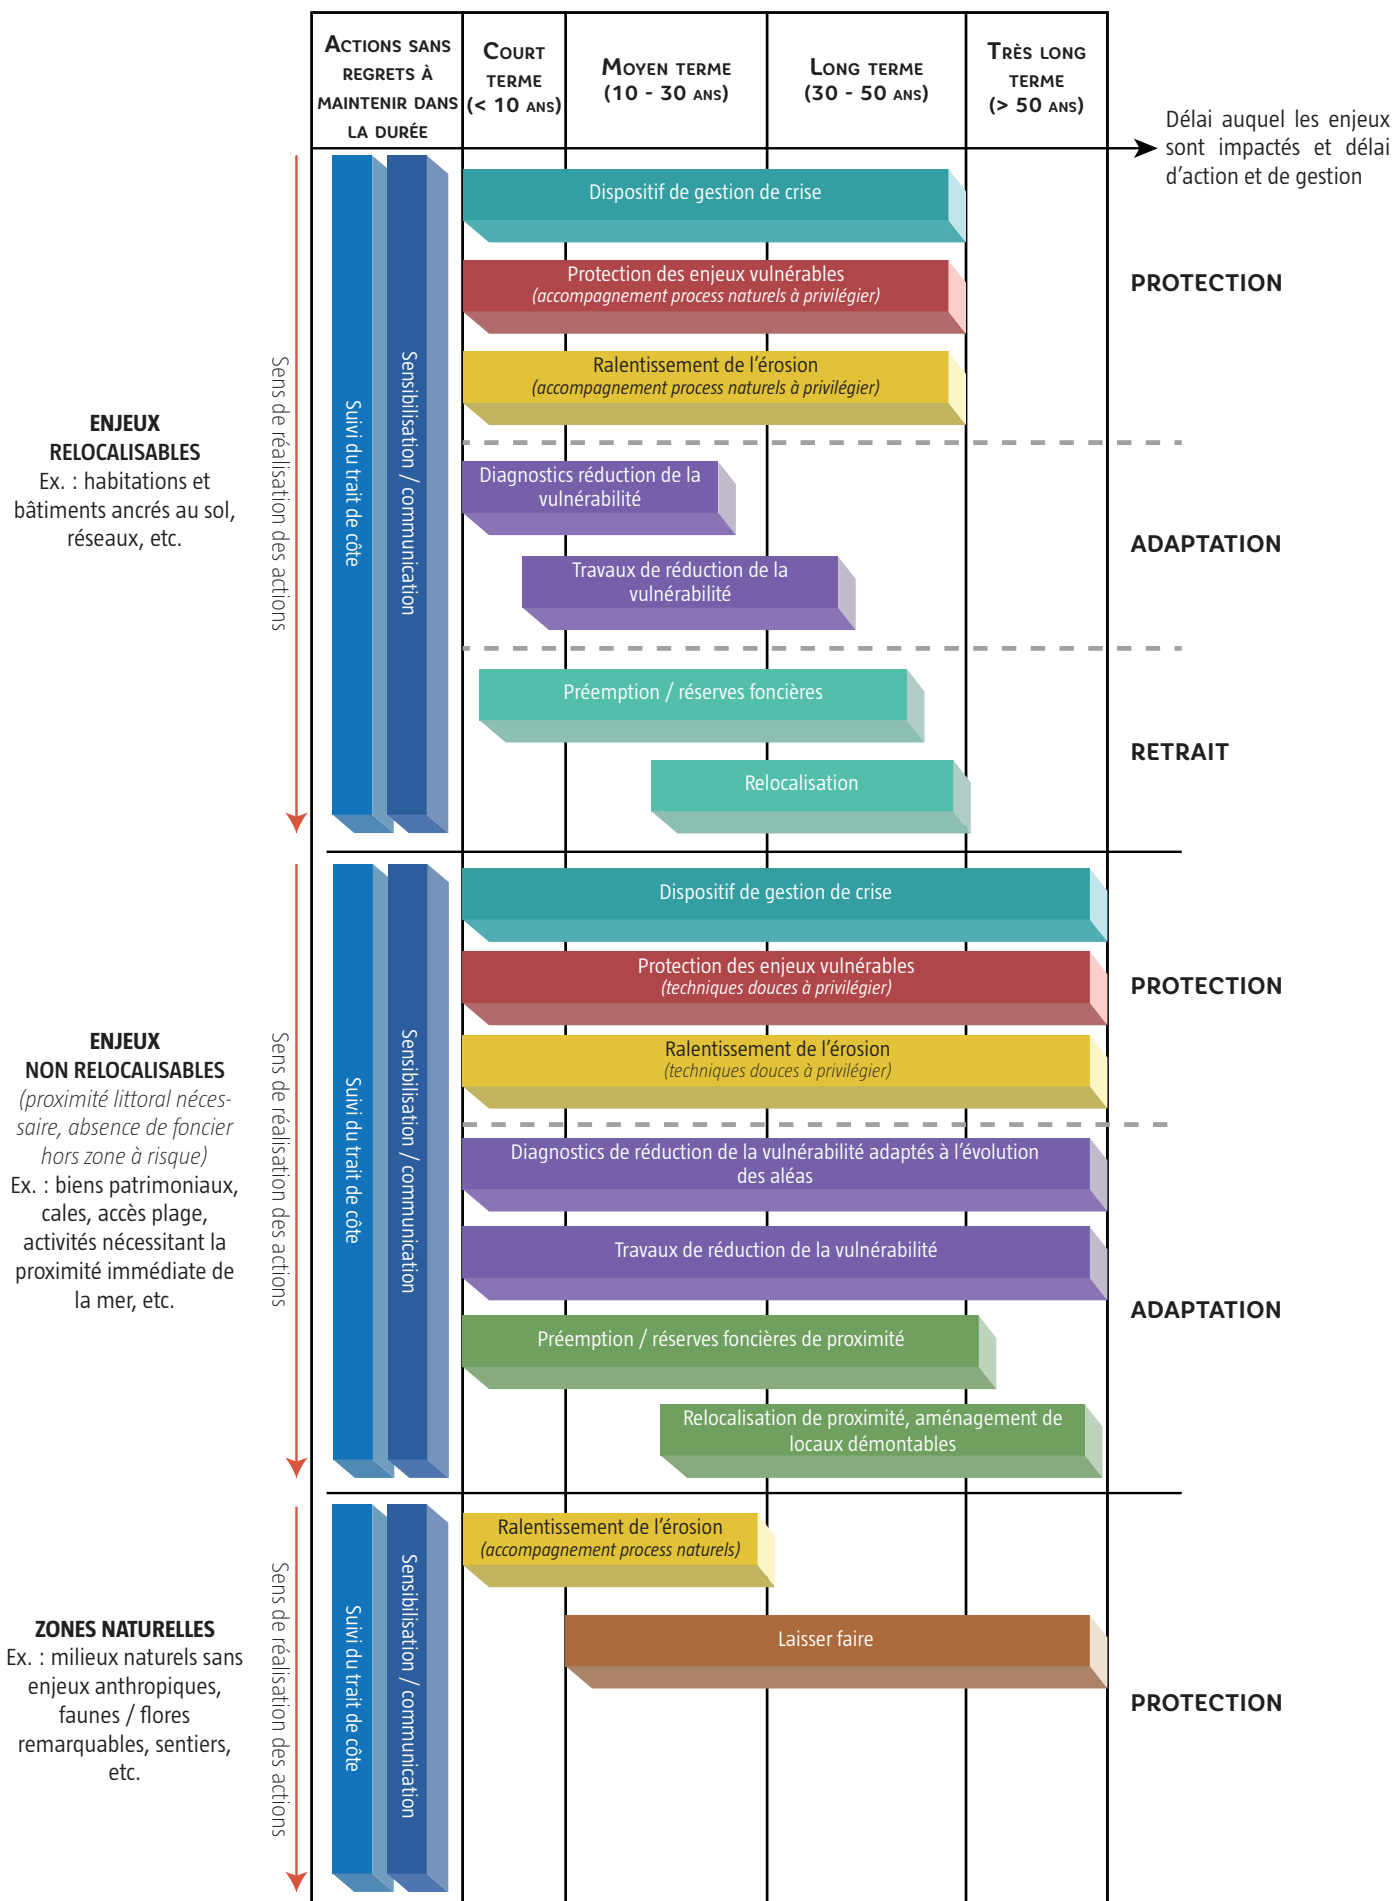 Actions sans
regrets à
maintenir dans
la durée
Court
terme
(< 10 ans)
Moyen terme
(10 - 30 ans)
Long terme
(30 - 50 ans)
Très long
terme
(> 50 ans)
Délai auquel les enjeux
sont impactés et délai
d'action et de gestion
ENJEUX
RELOCALISABLES
Ex. : habitations et
bâtiments ancrés au sol,
réseaux, etc.
Sens de réalisation des actions
Suivi du trait de côte
Sensibilisation / communication
Dispositif de gestion de crise
Protection des enjeux vulnérables
(accompagnement process naturels à privilégier)
Ralentissement de l'érosion
(accompagnement process naturels à privilégier)
PROTECTION
Diagnostics réduction de la
vulnérabilité
Travaux de réduction de la
vulnérabilité
ADAPTATION
Préemption / réserves foncières
Relocalisation
RETRAIT
ENJEUX
NON RELOCALISABLES
(proximité littoral néces-
saire, absence de foncier
hors zone à risque)
Ex. : biens patrimoniaux,
cales, accès plage,
activités nécessitant la
proximité immédiate de
la mer, etc.
Sens de réalisation des actions
Suivi du trait de côte
Sensibilisation / communication
Dispositif de gestion de crise
Protection des enjeux vulnérables
(techniques douces à privilégier)
Ralentissement de l'érosion
(techniques douces à privilégier)
PROTECTION
Diagnostics de réduction de la vulnérabilité adaptés à l'évolution
des aléas
Travaux de réduction de la vulnérabilité
Préemption / réserves foncières de proximité
Relocalisation de proximité, aménagement de
locaux démontables
ADAPTATION
ZONES NATURELLES
Ex. : milieux naturels sans
enjeux anthropiques,
faunes / flores
remarquables, sentiers,
etc.
Sens de réalisation des actions
Suivi du trait de côte
Sensibilisation / communication
Ralentissement de l'érosion
(accompagnement process naturels)
Laisser faire
PROTECTION